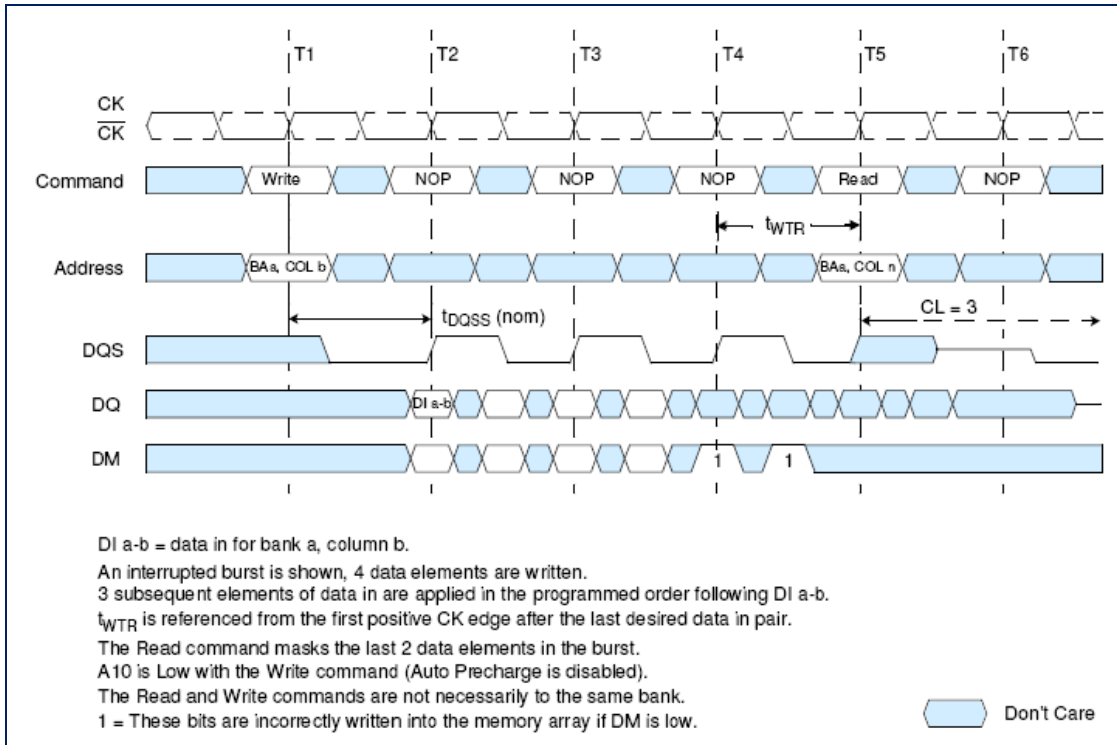 T1 T2 T3 T4 T5 T6
CK
CK
Command Write NOP NOP NOP Read NOP
tWTR
Address BAa, COL b BAa, COL n
tDQSS (nom) CL = 3
DQS
DQ DI a-b
DM 1 1
DI a-b = data in for bank a, column b.
An interrupted burst is shown, 4 data elements are written.
3 subsequent elements of data in are applied in the programmed order following DI a-b.
tWTR is referenced from the first positive CK edge after the last desired data in pair.
The Read command masks the last 2 data elements in the burst.
A10 is Low with the Write command (Auto Precharge is disabled).
The Read and Write commands are not necessarily to the same bank.
1 = These bits are incorrectly written into the memory array if DM is low.
Don't Care